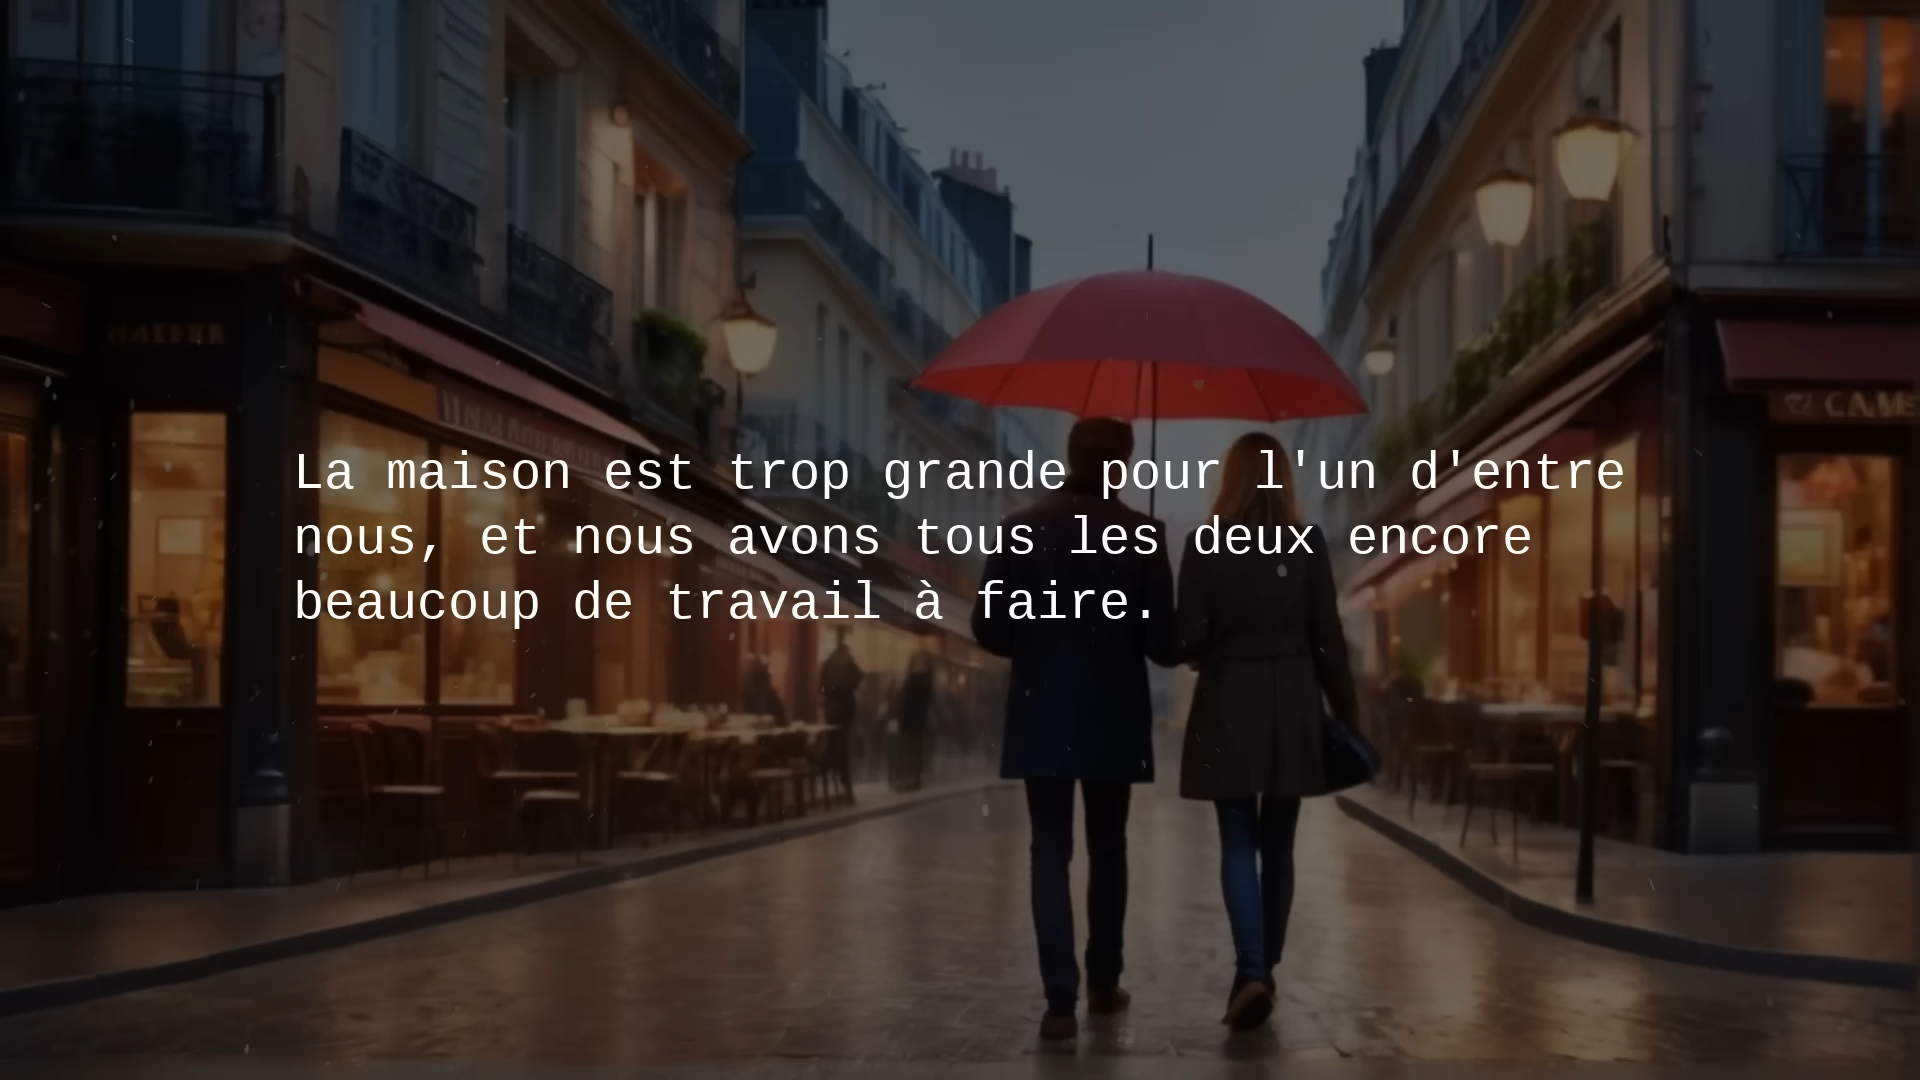 La maison est trop grande pour l'un d'entre
nous, et nous avons tous les deux encore
beaucoup de travail à faire.